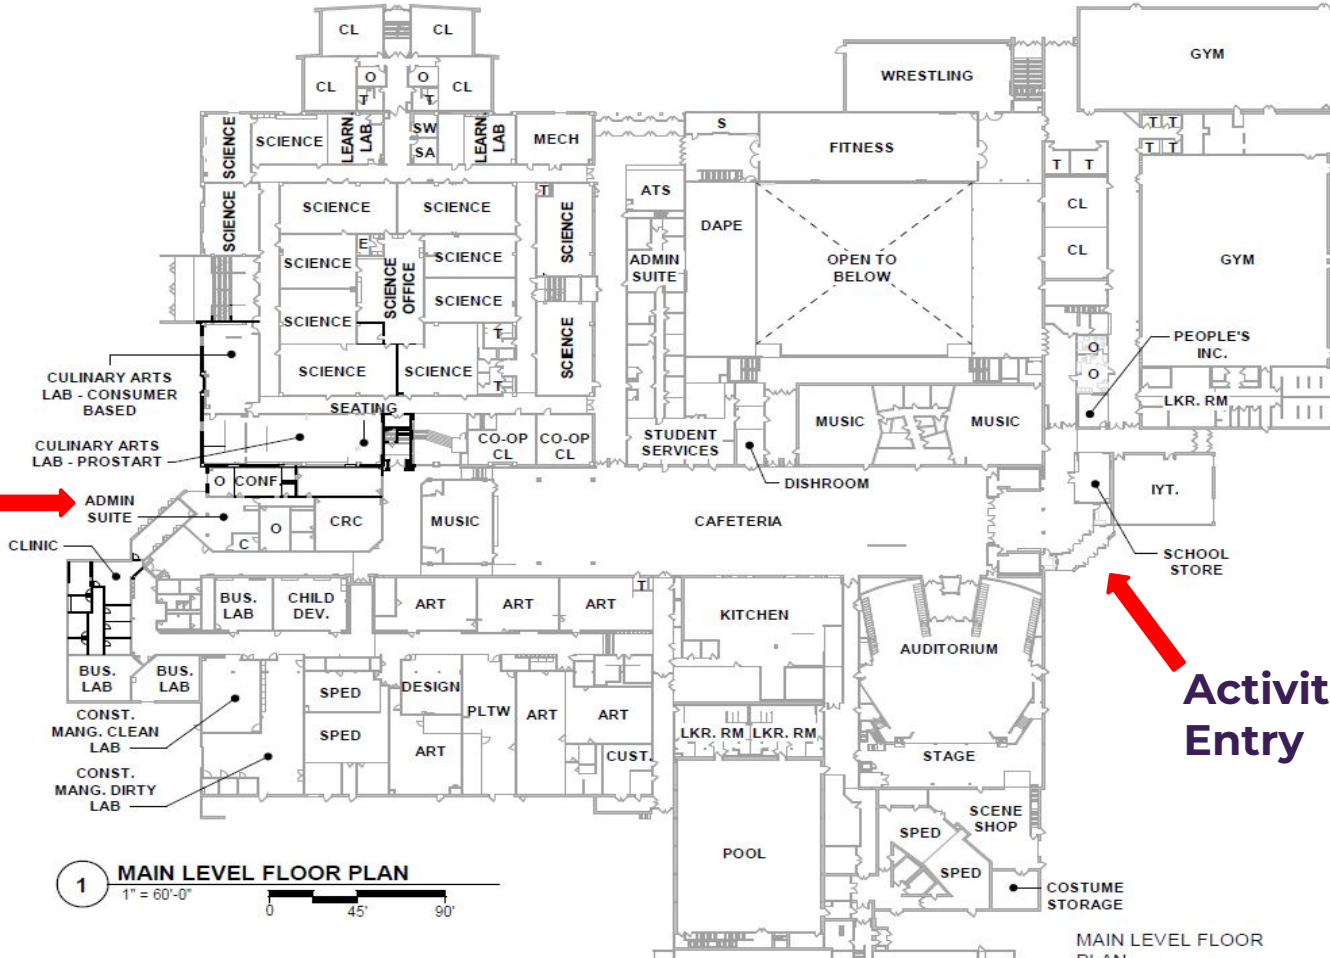 CL
CL
GYM
CL
O
O
CL
WRESTLING
T
T
SCIENCE
SCIENCE
LEARN.
LAB
SW
SA
LEARN.
LAB
MECH
S
FITNESS
T T
T T
T
T
SCIENCE
SCIENCE
SCIENCE
T
SCIENCE
ATS
DAPE
CL
CL
E
SCIENCE
SCIENCE
OFFICE
SCIENCE
ADMIN
SUITE
OPEN TO
BELOW
GYM
SCIENCE
SCIENCE
T
SCIENCE
PEOPLE'S
INC.
O
O
CULINARY ARTS
LAB - CONSUMER
BASED
SCIENCE
SCIENCE
T
LKR. RM
SEATING
CULINARY ARTS
LAB - PROSTART
CO-OP
CL
CO-OP
CL
STUDENT
SERVICES
MUSIC
MUSIC
DISHROOM
O
CONF.
IYT.
ADMIN
SUITE
O
CRC
MUSIC
CAFETERIA
C
CLINIC
SCHOOL
STORE
BUS.
LAB
CHILD
DEV.
ART
ART
ART
T
KITCHEN
AUDITORIUM
BUS.
LAB
BUS.
LAB
SPED
DESIGN
PLTW
ART
ART
Activit
Entry
CONST.
MANG. CLEAN
LAB
SPED
ART
LKR. RM
LKR. RM
CUST.
STAGE
CONST.
MANG. DIRTY
LAB
SCENE
SHOP
SPED
POOL
SPED
COSTUME
STORAGE
1
MAIN LEVEL FLOOR PLAN
1" = 60'-0"
0 45' 90'
MAIN LEVEL FLOOR
PLAN